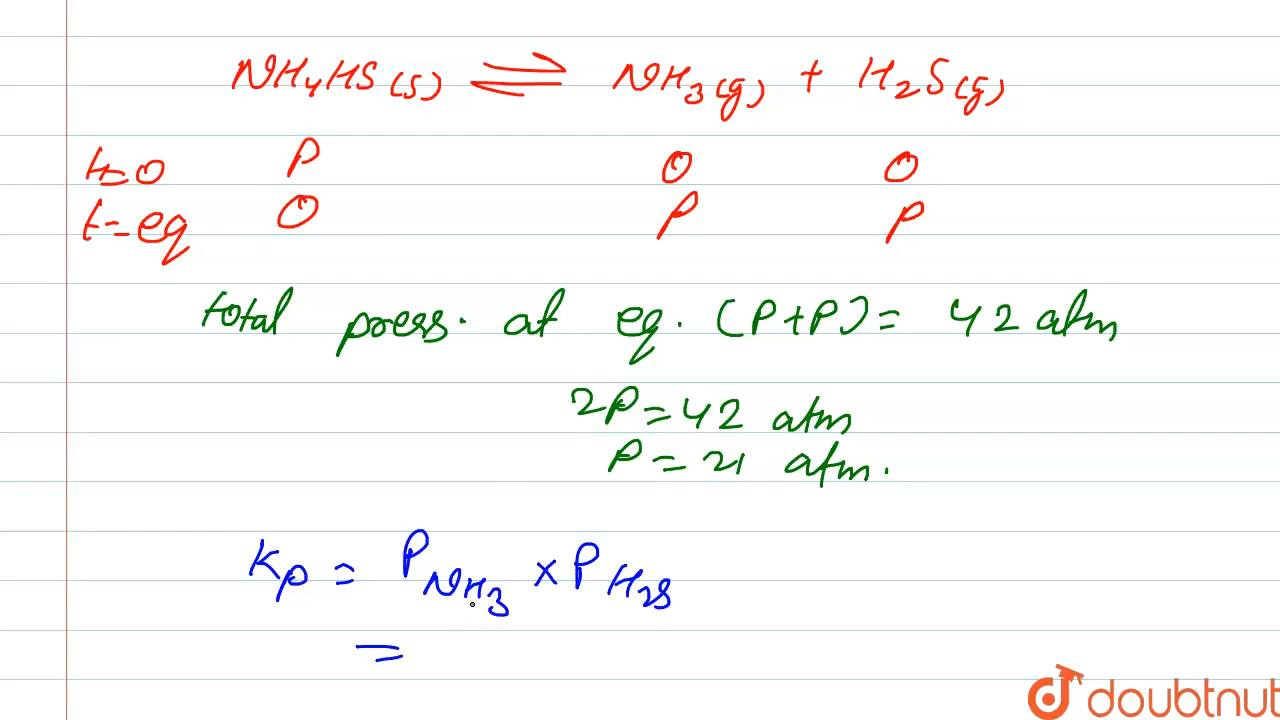 NH4HS(s) ⇌ NH3(g) + H2S(g)
t=0 P 0 0
t=eq 0 P P
total press. at eq. (P+P) = 42 atm
2P = 42 atm
P = 21 atm.
Kp = PNH3 × PH2S
=
doubtnut